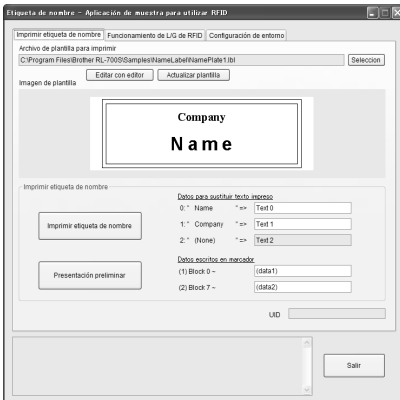 Etiqueta de nombre - Aplicación de muestra para utilizar RFID
Imprimir etiqueta de nombre Funcionamiento de L/G de RFID Configuración de entorno
Archivo de plantilla para imprimir
C:\Program Files\Brother RL-700S\Samples\NameLabel\NamePlate1.lbl Seleccion
Editar con editor Actualizar plantilla
Imagen de plantilla
Company
Name
Imprimir etiqueta de nombre
Datos para sustituir texto impreso
0: " Name " => Text 0
Imprimir etiqueta de nombre
1: " Company " => Text 1
2: " (None) " => Text 2
Datos escritos en marcador
Presentación preliminar
(1) Block 0 ~ (data1)
(2) Block 7 ~ (data2)
UID
Salir